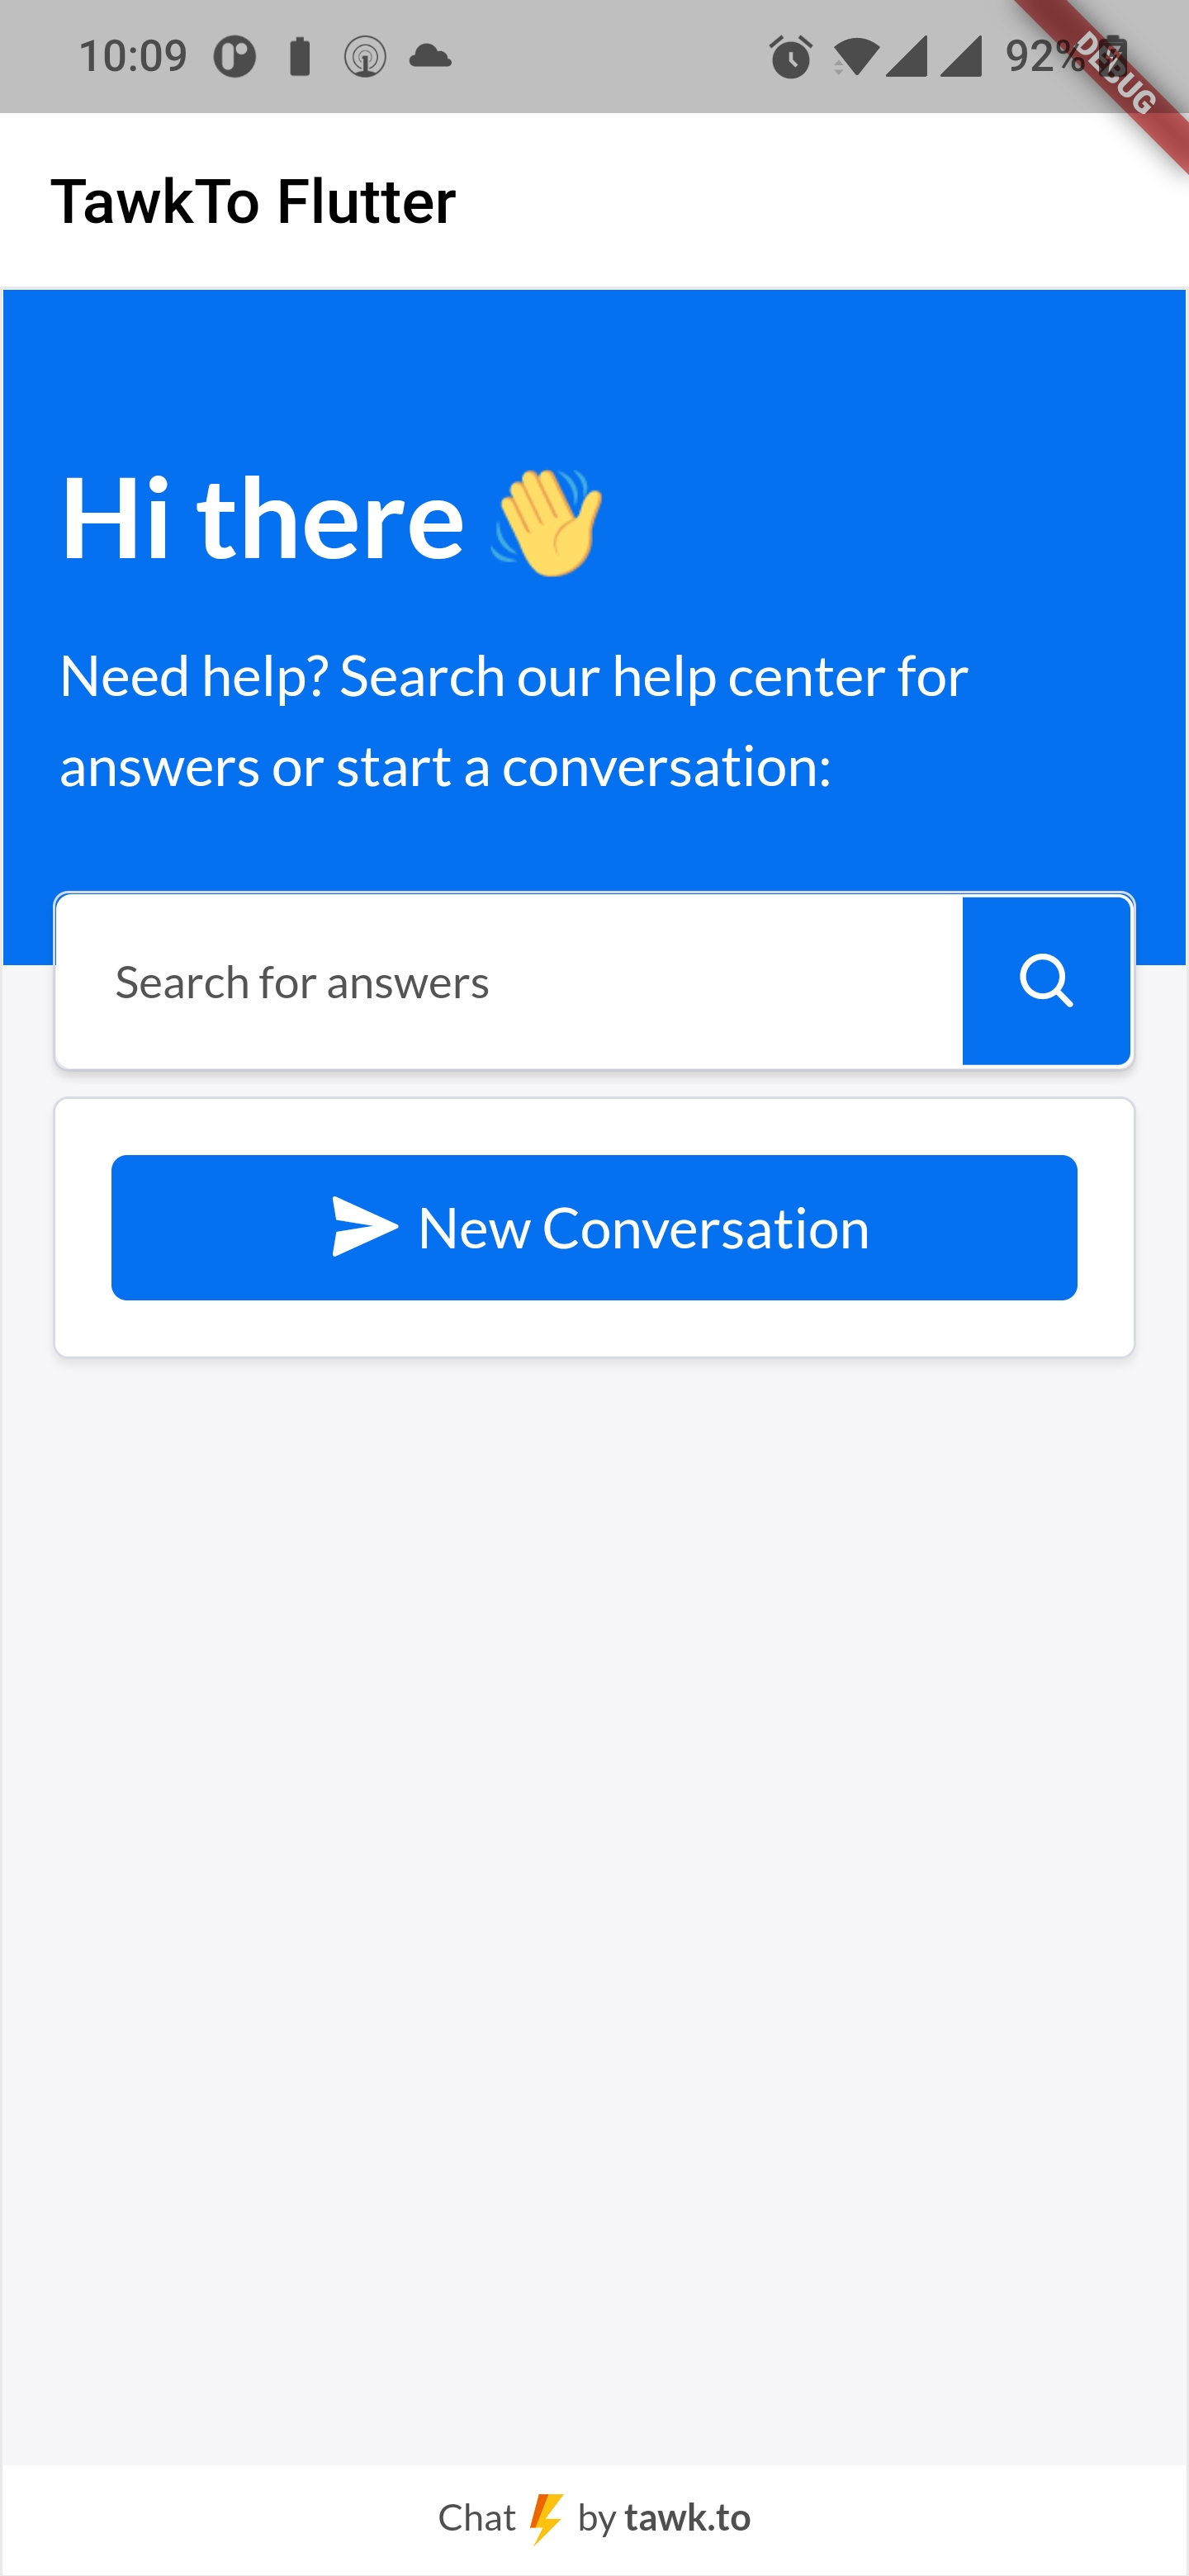 10:09
92%
DEBUG
TawkTo Flutter
Hi there 👋
Need help? Search our help center for
answers or start a conversation:
Search for answers
New Conversation
Chat ⚡ by tawk.to